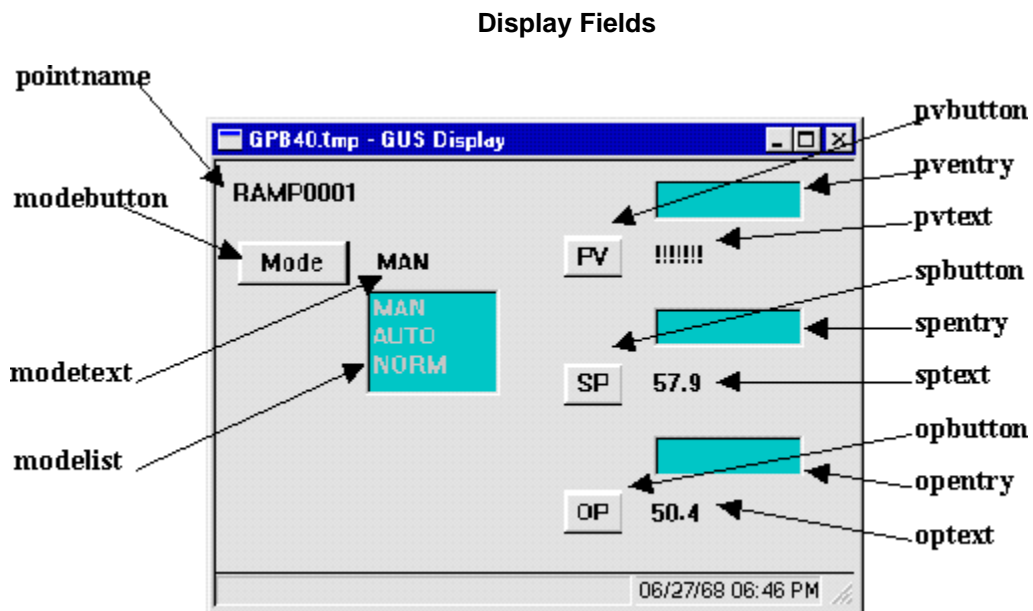 Display Fields
pointname
pvbutton
GPB40.tmp - GUS Display
pventry
modebutton
RAMP0001
pvtext
Mode
MAN
PV
!!!!!!!
spbutton
MAN
AUTO
NORM
spentry
modetext
SP
57.9
sptext
opbutton
modelist
opentry
OP
50.4
optext
06/27/68 06:46 PM